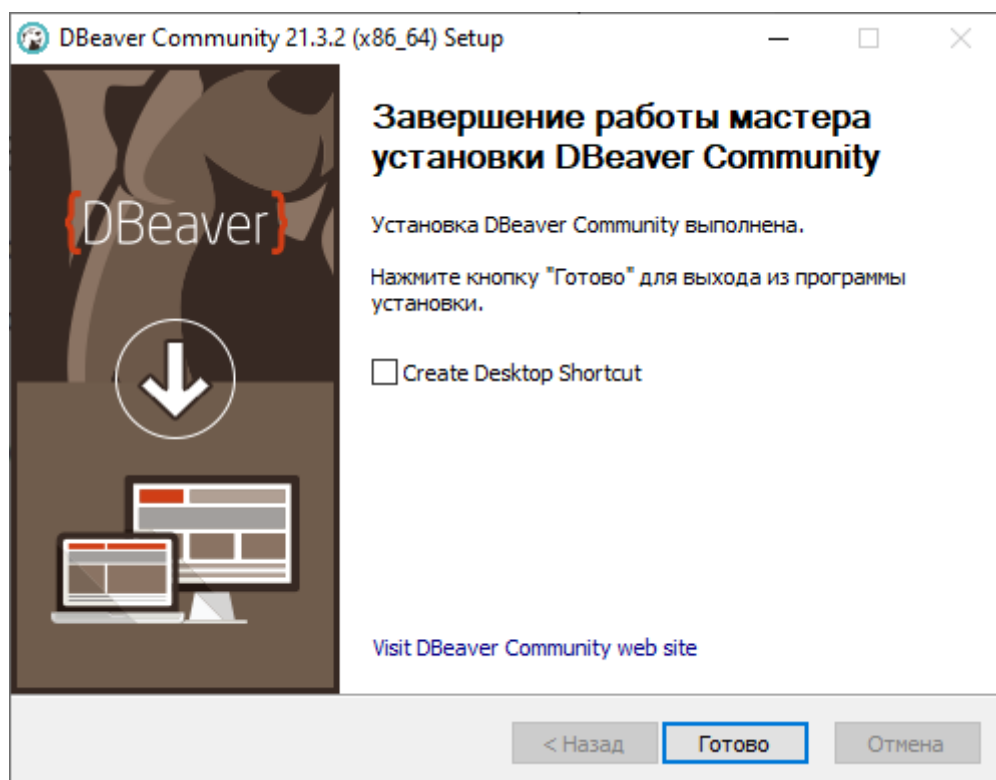 DBeaver Community 21.3.2 (x86_64) Setup
{DBeaver}
Завершение работы мастера
установки DBeaver Community
Установка DBeaver Community выполнена.
Нажмите кнопку "Готово" для выхода из программы
установки.
Create Desktop Shortcut
Visit DBeaver Community web site
< Назад
Готово
Отмена